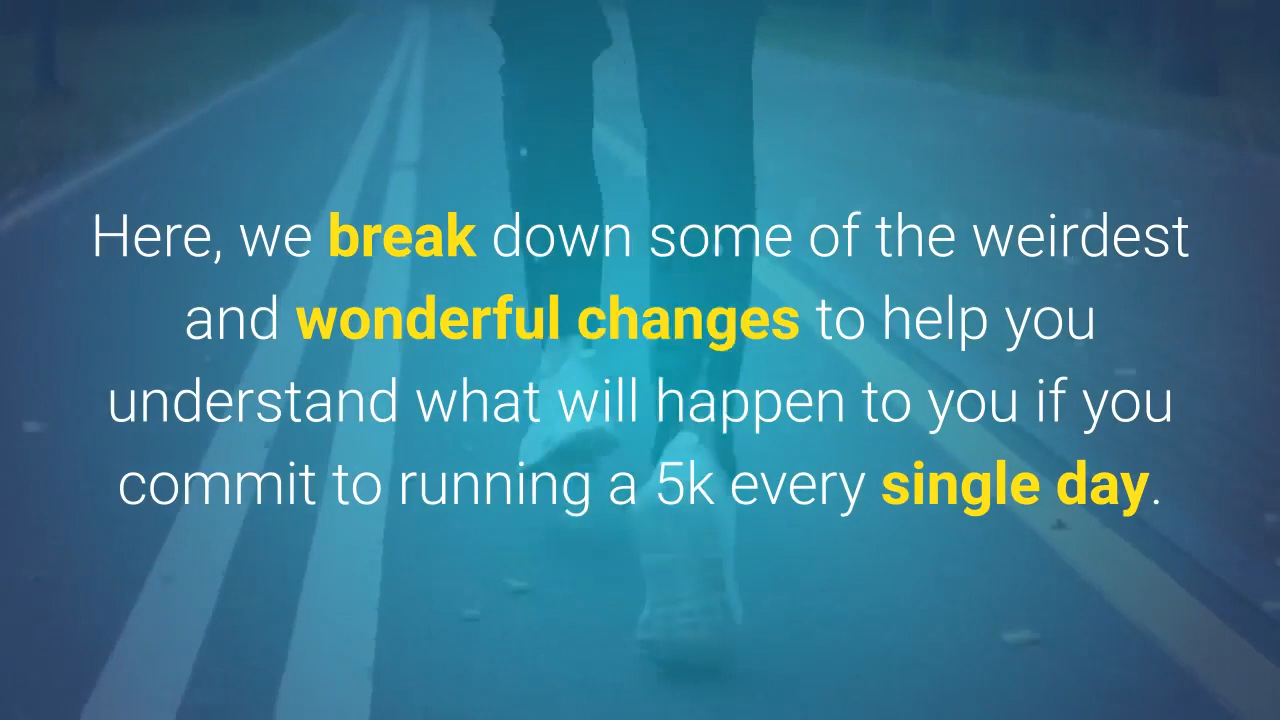 Here, we break down some of the weirdest
and wonderful changes to help you
understand what will happen to you if you
commit to running a 5k every single day.